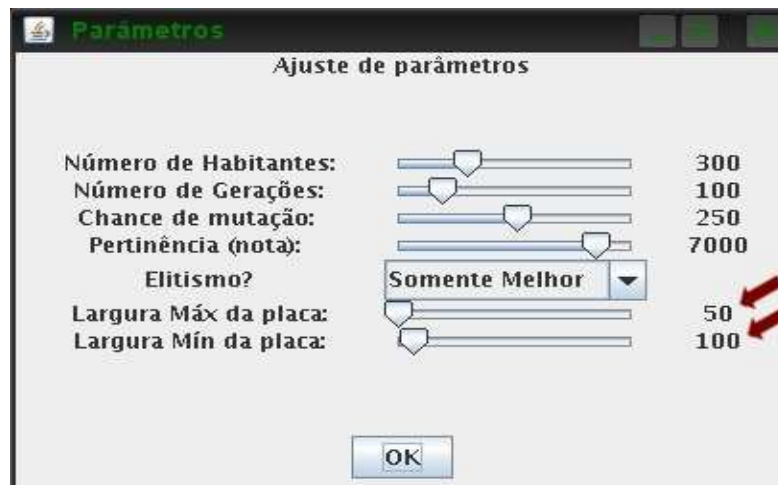 Parâmetros
Ajuste de parâmetros
Número de Habitantes: 300
Número de Gerações: 100
Chance de mutação: 250
Pertinência (nota): 7000
Elitismo? Somente Melhor
Largura Máx da placa: 50
Largura Mín da placa: 100
OK